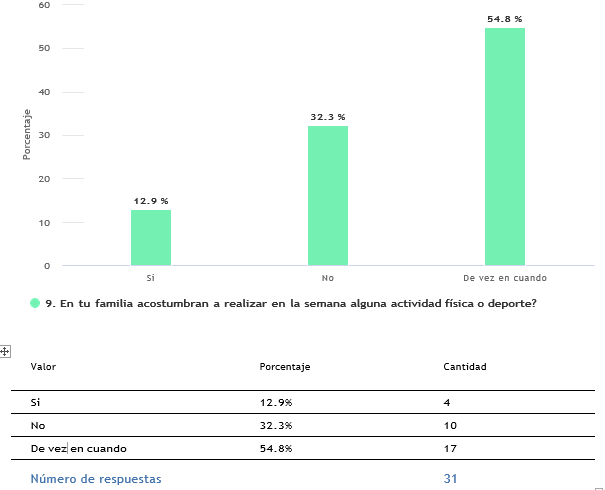 60
54.8 %
50
40
32.3 %
30
Porcentaje
20
12.9 %
10
0
Sí No De vez en cuando
9. En tu familia acostumbran a realizar en la semana alguna actividad física o deporte?
Valor Porcentaje Cantidad
Sí 12.9% 4
No 32.3% 10
De vez en cuando 54.8% 17
Número de respuestas 31